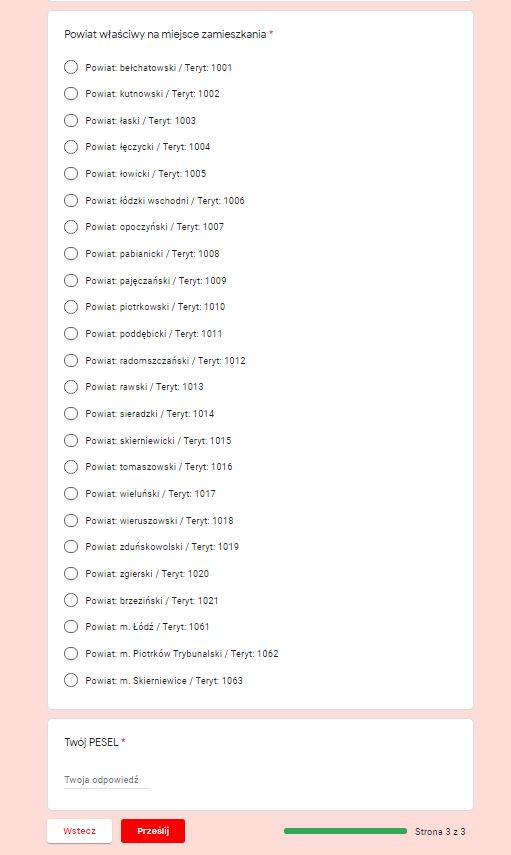 Powiat właściwy na miejsce zamieszkania *
Powiat: bełchatowski / Teryt: 1001
Powiat: kutnowski / Teryt: 1002
Powiat: łaski / Teryt: 1003
Powiat: łęczycki / Teryt: 1004
Powiat: łowicki / Teryt: 1005
Powiat: łódzki wschodni / Teryt: 1006
Powiat: opoczyński / Teryt: 1007
Powiat: pabianicki / Teryt: 1008
Powiat: pajęczański / Teryt: 1009
Powiat: piotrkowski / Teryt: 1010
Powiat: poddębicki / Teryt: 1011
Powiat: radomszczański / Teryt: 1012
Powiat: rawski / Teryt: 1013
Powiat: sieradzki / Teryt: 1014
Powiat: skierniewicki / Teryt: 1015
Powiat: tomaszowski / Teryt: 1016
Powiat: wieluński / Teryt: 1017
Powiat: wieruszowski / Teryt: 1018
Powiat: zduńskowolski / Teryt: 1019
Powiat: zgierski / Teryt: 1020
Powiat: brzeziński / Teryt: 1021
Powiat: m. Łódź / Teryt: 1061
Powiat: m. Piotrków Trybunalski / Teryt: 1062
Powiat: m. Skierniewice / Teryt: 1063
Twój PESEL *
Twoja odpowiedź
Wstecz Prześlij Strona 3 z 3